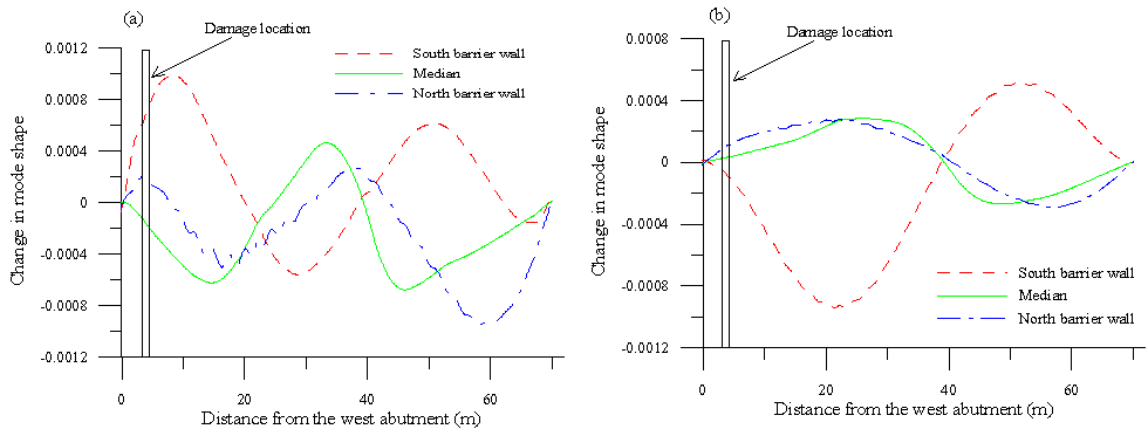 (a)
Damage location
0.0012
0.0008
0.0004
0
-0.0004
-0.0008
-0.0012
Change in mode shape
South barrier wall
Median
North barrier wall
0
20
40
60
Distance from the west abutment (m)
(b)
Damage location
0.0008
0.0004
0
-0.0004
-0.0008
-0.0012
Change in mode shape
South barrier wall
Median
North barrier wall
0
20
40
60
Distance from the west abutment (m)